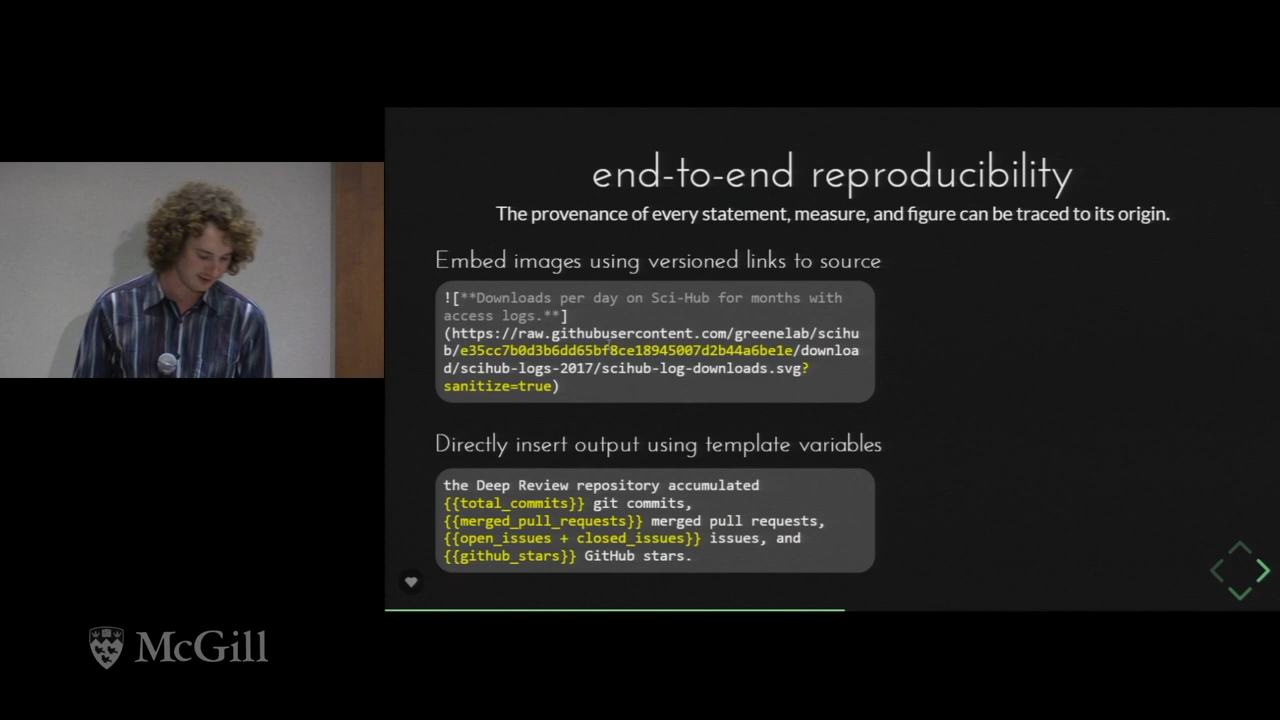 end-to-end reproducibility
The provenance of every statement, measure, and figure can be traced to its origin.
Embed images using versioned links to source
![**Downloads per day on Sci-Hub for months with
access logs.**]
(https://raw.githubusercontent.com/greenelab/scihu
b/e35cc7b0d3b6dd65bf8ce18945007d2b44a6be1e/downloa
d/scihub-logs-2017/scihub-log-downloads.svg?
sanitize=true)
Directly insert output using template variables
the Deep Review repository accumulated
{{total_commits}} git commits,
{{merged_pull_requests}} merged pull requests,
{{open_issues + closed_issues}} issues, and
{{github_stars}} GitHub stars.
McGill